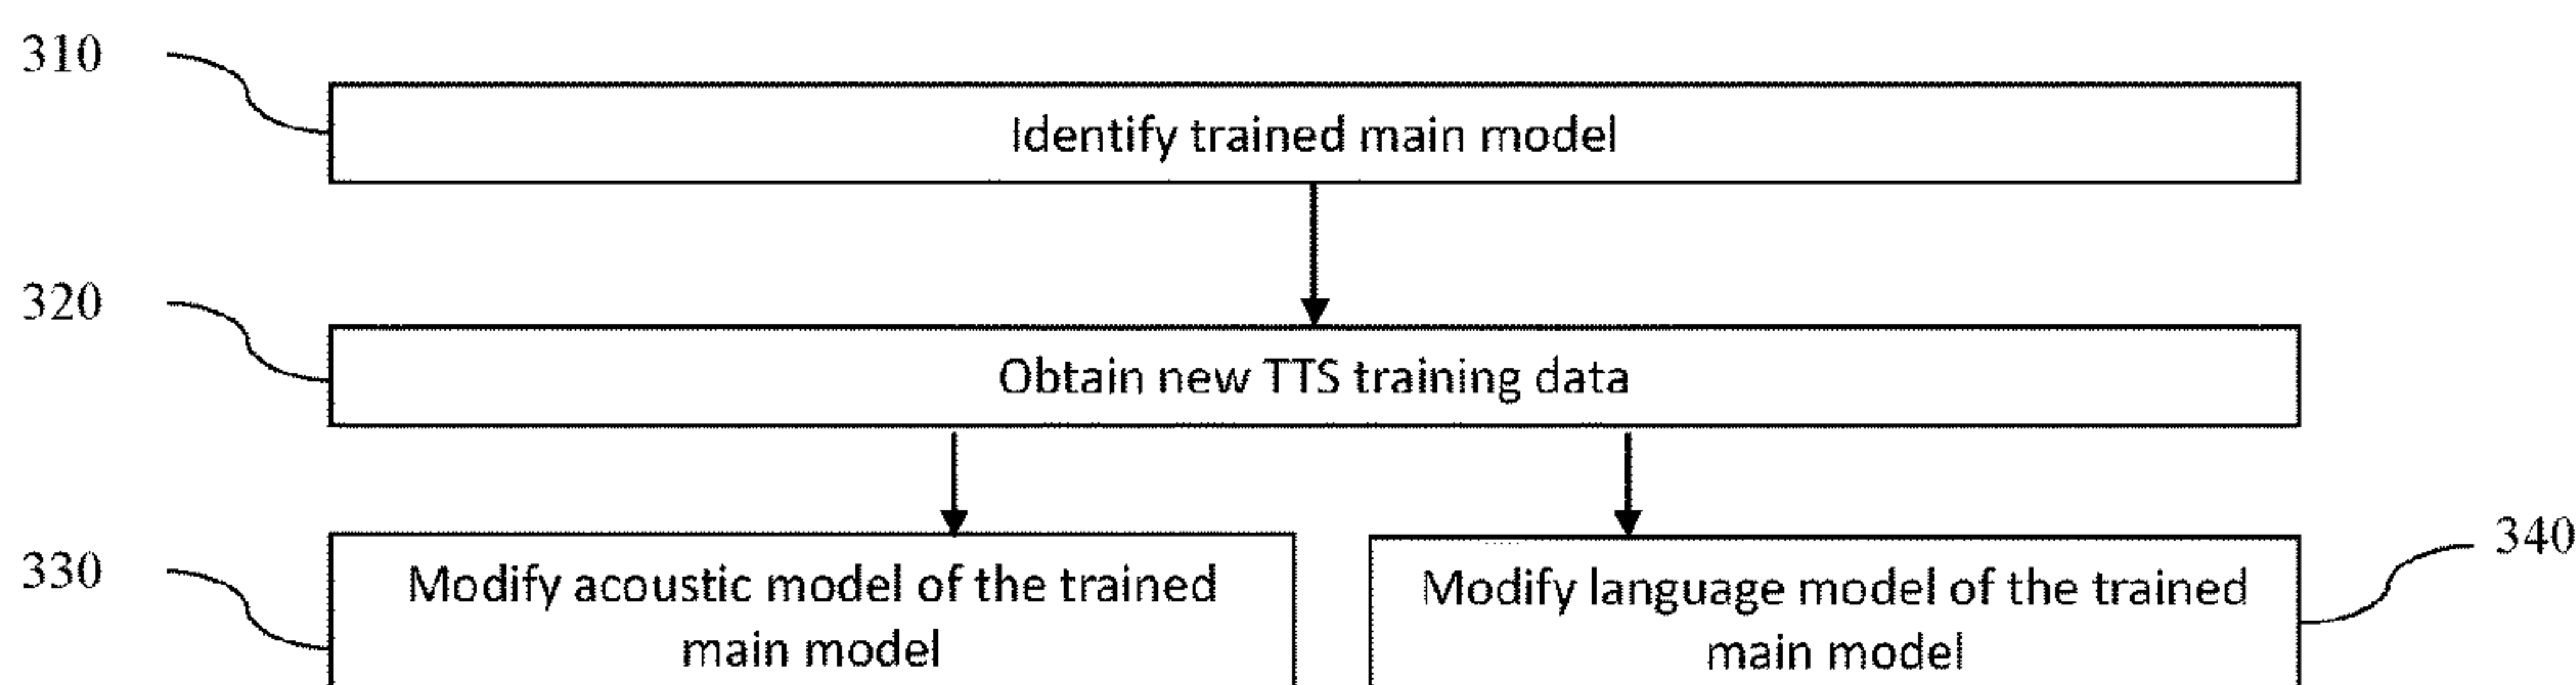 310
Identify trained main model
320
Obtain new TTS training data
330
Modify acoustic model of the trained
main model
340
Modify language model of the trained
main model